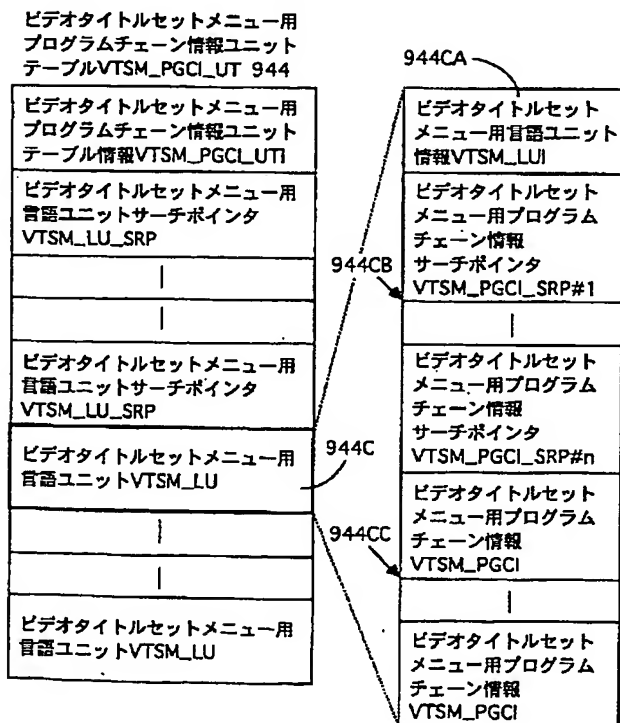 ビデオタイトルセットメニュー用
プログラムチェーン情報ユニット
テーブルVTSM_PGCI_UT 944
ビデオタイトルセットメニュー用
プログラムチェーン情報ユニット
テーブル情報VTSM_PGCI_UTI
ビデオタイトルセットメニュー用
言語ユニットサーチポインタ
VTSM_LU_SRP
ビデオタイトルセットメニュー用
言語ユニットサーチポインタ
VTSM_LU_SRP
ビデオタイトルセットメニュー用
言語ユニットVTSM_LU
ビデオタイトルセットメニュー用
言語ユニットVTSM_LU
944C
944CA
ビデオタイトルセット
メニュー用言語ユニット
情報VTSM_LUI
ビデオタイトルセット
メニュー用プログラム
チェーン情報
サーチポインタ
VTSM_PGCI_SRP#1
944CB
ビデオタイトルセット
メニュー用プログラム
チェーン情報
サーチポインタ
VTSM_PGCI_SRP#n
ビデオタイトルセット
メニュー用プログラム
チェーン情報
VTSM_PGCI
944CC
ビデオタイトルセット
メニュー用プログラム
チェーン情報
VTSM_PGCI